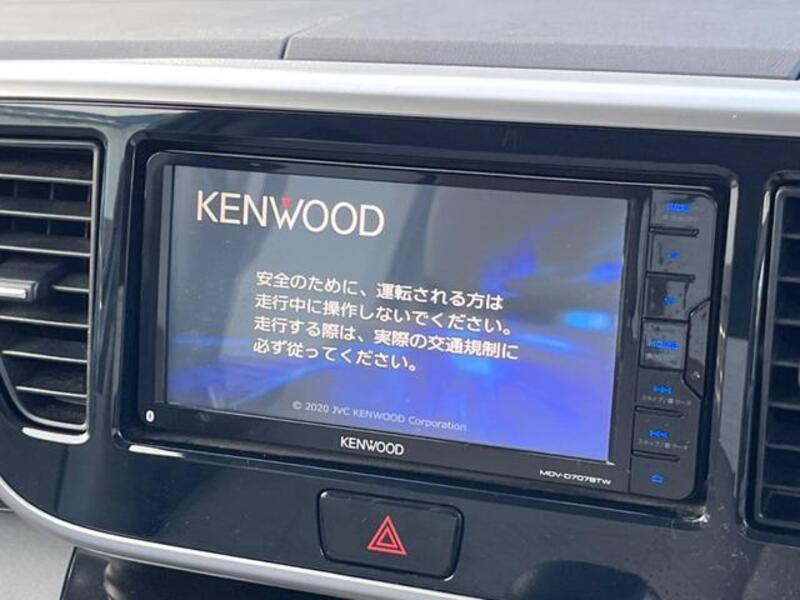 KENWOOD
安全のために、運転される方は
走行中に操作しないでください。
走行する際は、実際の交通規制に
必ず従ってください。
© 2020 JVC KENWOOD Corporation
KENWOOD
MDV-D707BTW